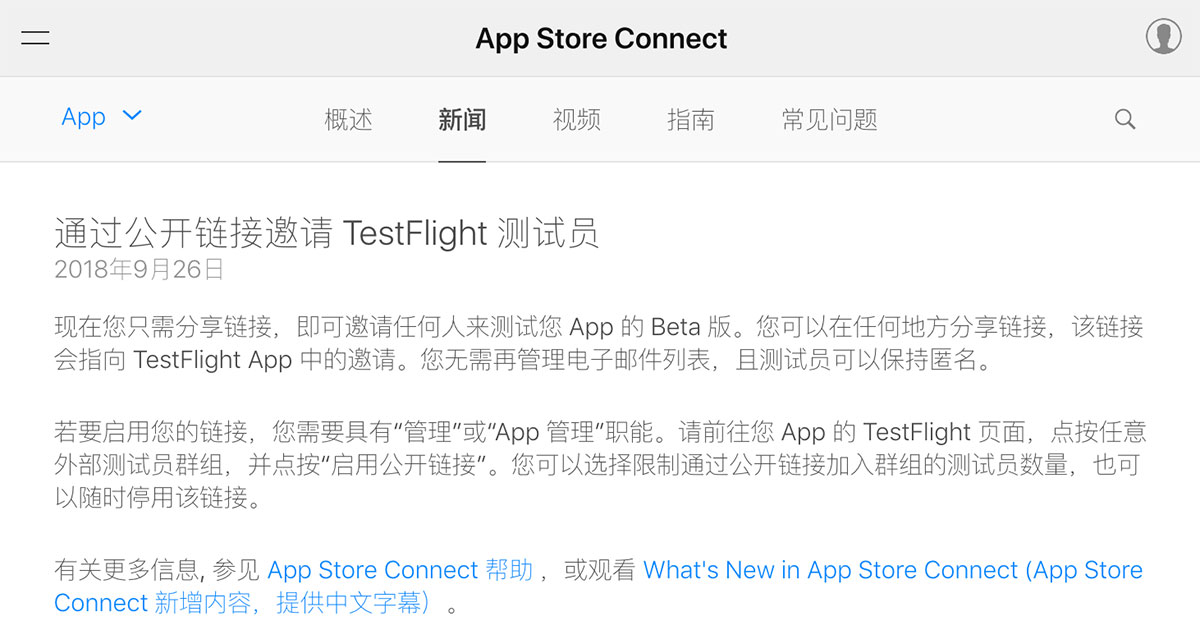 App Store Connect
App
概述
新闻
视频
指南
常见问题
通过公开链接邀请 TestFlight 测试员
2018年9月26日
现在您只需分享链接，即可邀请任何人来测试您 App 的 Beta 版。您可以在任何地方分享链接，该链接
会指向 TestFlight App 中的邀请。您无需再管理电子邮件列表，且测试员可以保持匿名。
若要启用您的链接，您需要具有“管理”或“App 管理”职能。请前往您 App 的 TestFlight 页面，点按任意
外部测试员群组，并点按“启用公开链接”。您可以选择限制通过公开链接加入群组的测试员数量，也可
以随时停用该链接。
有关更多信息, 参见 App Store Connect 帮助 ，或观看 What's New in App Store Connect (App Store
Connect 新增内容，提供中文字幕） 。